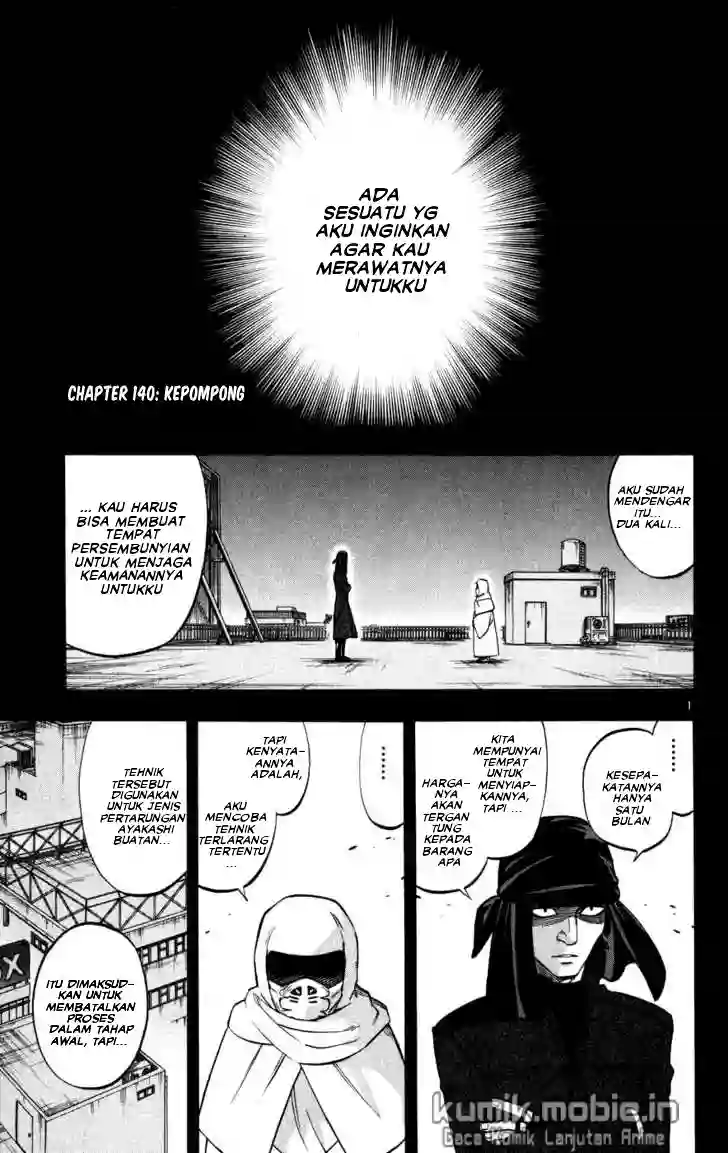 ADA
SESUATU YG
AKU INGINKAN
AGAR KAU
MERAWATNYA
UNTUKKU
CHAPTER 140: KEPOMPONG
AKU SUDAH
MENDENGAR
ITU...
DUA KALI...
... KAU HARUS
BISA MEMBUAT
TEMPAT
PERSEMBUNYIAN
UNTUK MENJAGA
KEAMANANNYA
UNTUKKU
1
KESEPA-
KATANNYA
HANYA
SATU
BULAN
KITA
MEMPUNYAI
TEMPAT
UNTUK
MENYIAP-
KANNYA,
TAPI ...
HARGA-
NYA
AKAN
TERGAN
TUNG
KEPADA
BARANG
APA
......
TAPI
KENYATA-
ANNYA
ADALAH,
AKU
MENCOBA
TEHNIK
TERLARANG
TERTENTU
...
TEHNIK
TERSEBUT
DIGUNAKAN
UNTUK JENIS
PERTARUNGAN
AYAKASHI
BUATAN...
ITU DIMAKSUD-
KAN UNTUK
MEMBATALKAN
PROSES
DALAM TAHAP
AWAL, TAPI...
X
kumik.mobie.in
Baca Komik Lanjutan Anime